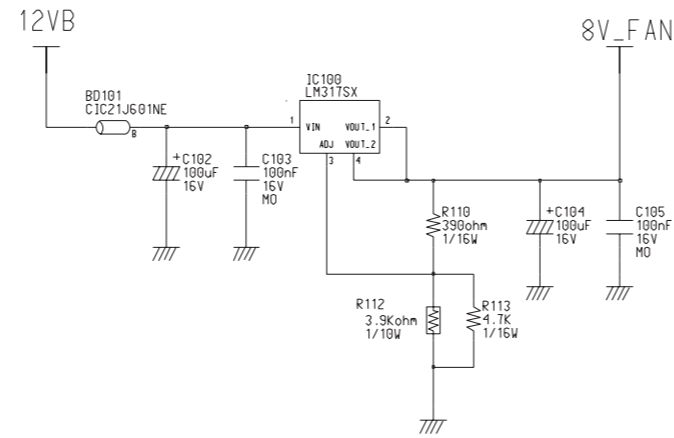 12VB
8V_FAN
BD101
CIC21J601NE
B
IC100
LM317SX
1
VIN
VOUT_1
2
ADJ
VOUT_2
3
4
+C102
100uF
16V
C103
100nF
16V
MO
R110
390ohm
1/16W
+C104
100uF
16V
C105
100nF
16V
MO
R112
3.9Kohm
1/10W
R113
4.7K
1/16W